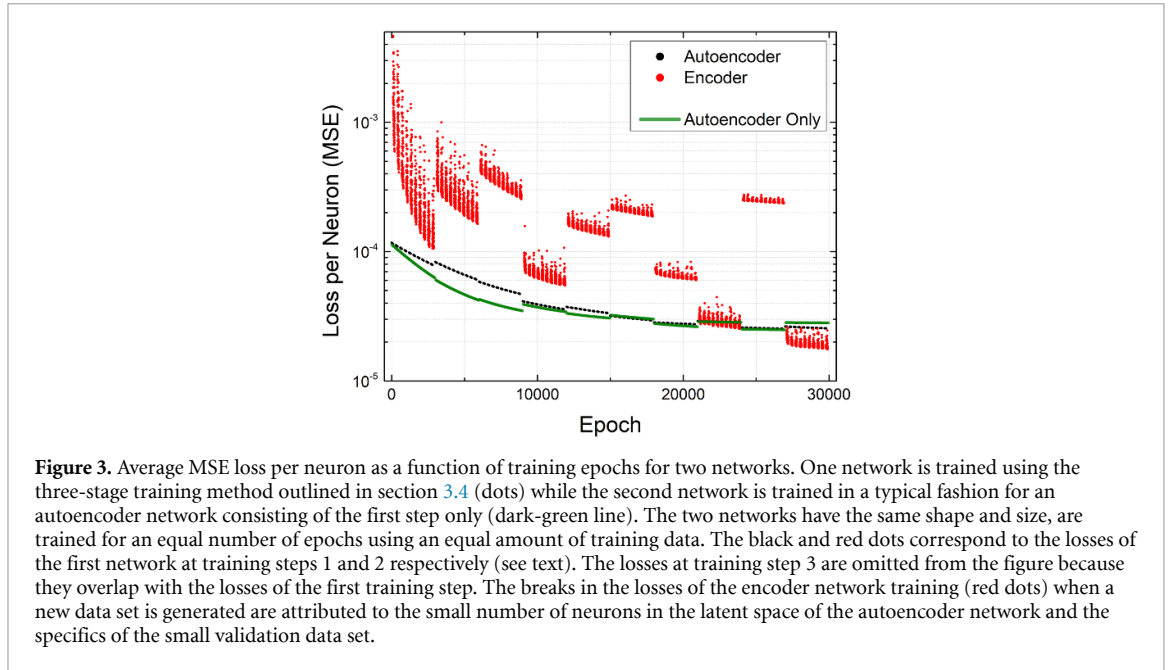 Autoencoder
Encoder
Autoencoder Only
Loss per Neuron (MSE)
10-3
10-4
10-5
0
10000
20000
30000
Epoch
Figure 3. Average MSE loss per neuron as a function of training epochs for two networks. One network is trained using the
three-stage training method outlined in section 3.4 (dots) while the second network is trained in a typical fashion for an
autoencoder network consisting of the first step only (dark-green line). The two networks have the same shape and size, are
trained for an equal number of epochs using an equal amount of training data. The black and red dots correspond to the losses of
the first network at training steps 1 and 2 respectively (see text). The losses at training step 3 are omitted from the figure because
they overlap with the losses of the first training step. The breaks in the losses of the encoder network training (red dots) when a
new data set is generated are attributed to the small number of neurons in the latent space of the autoencoder network and the
specifics of the small validation data set.